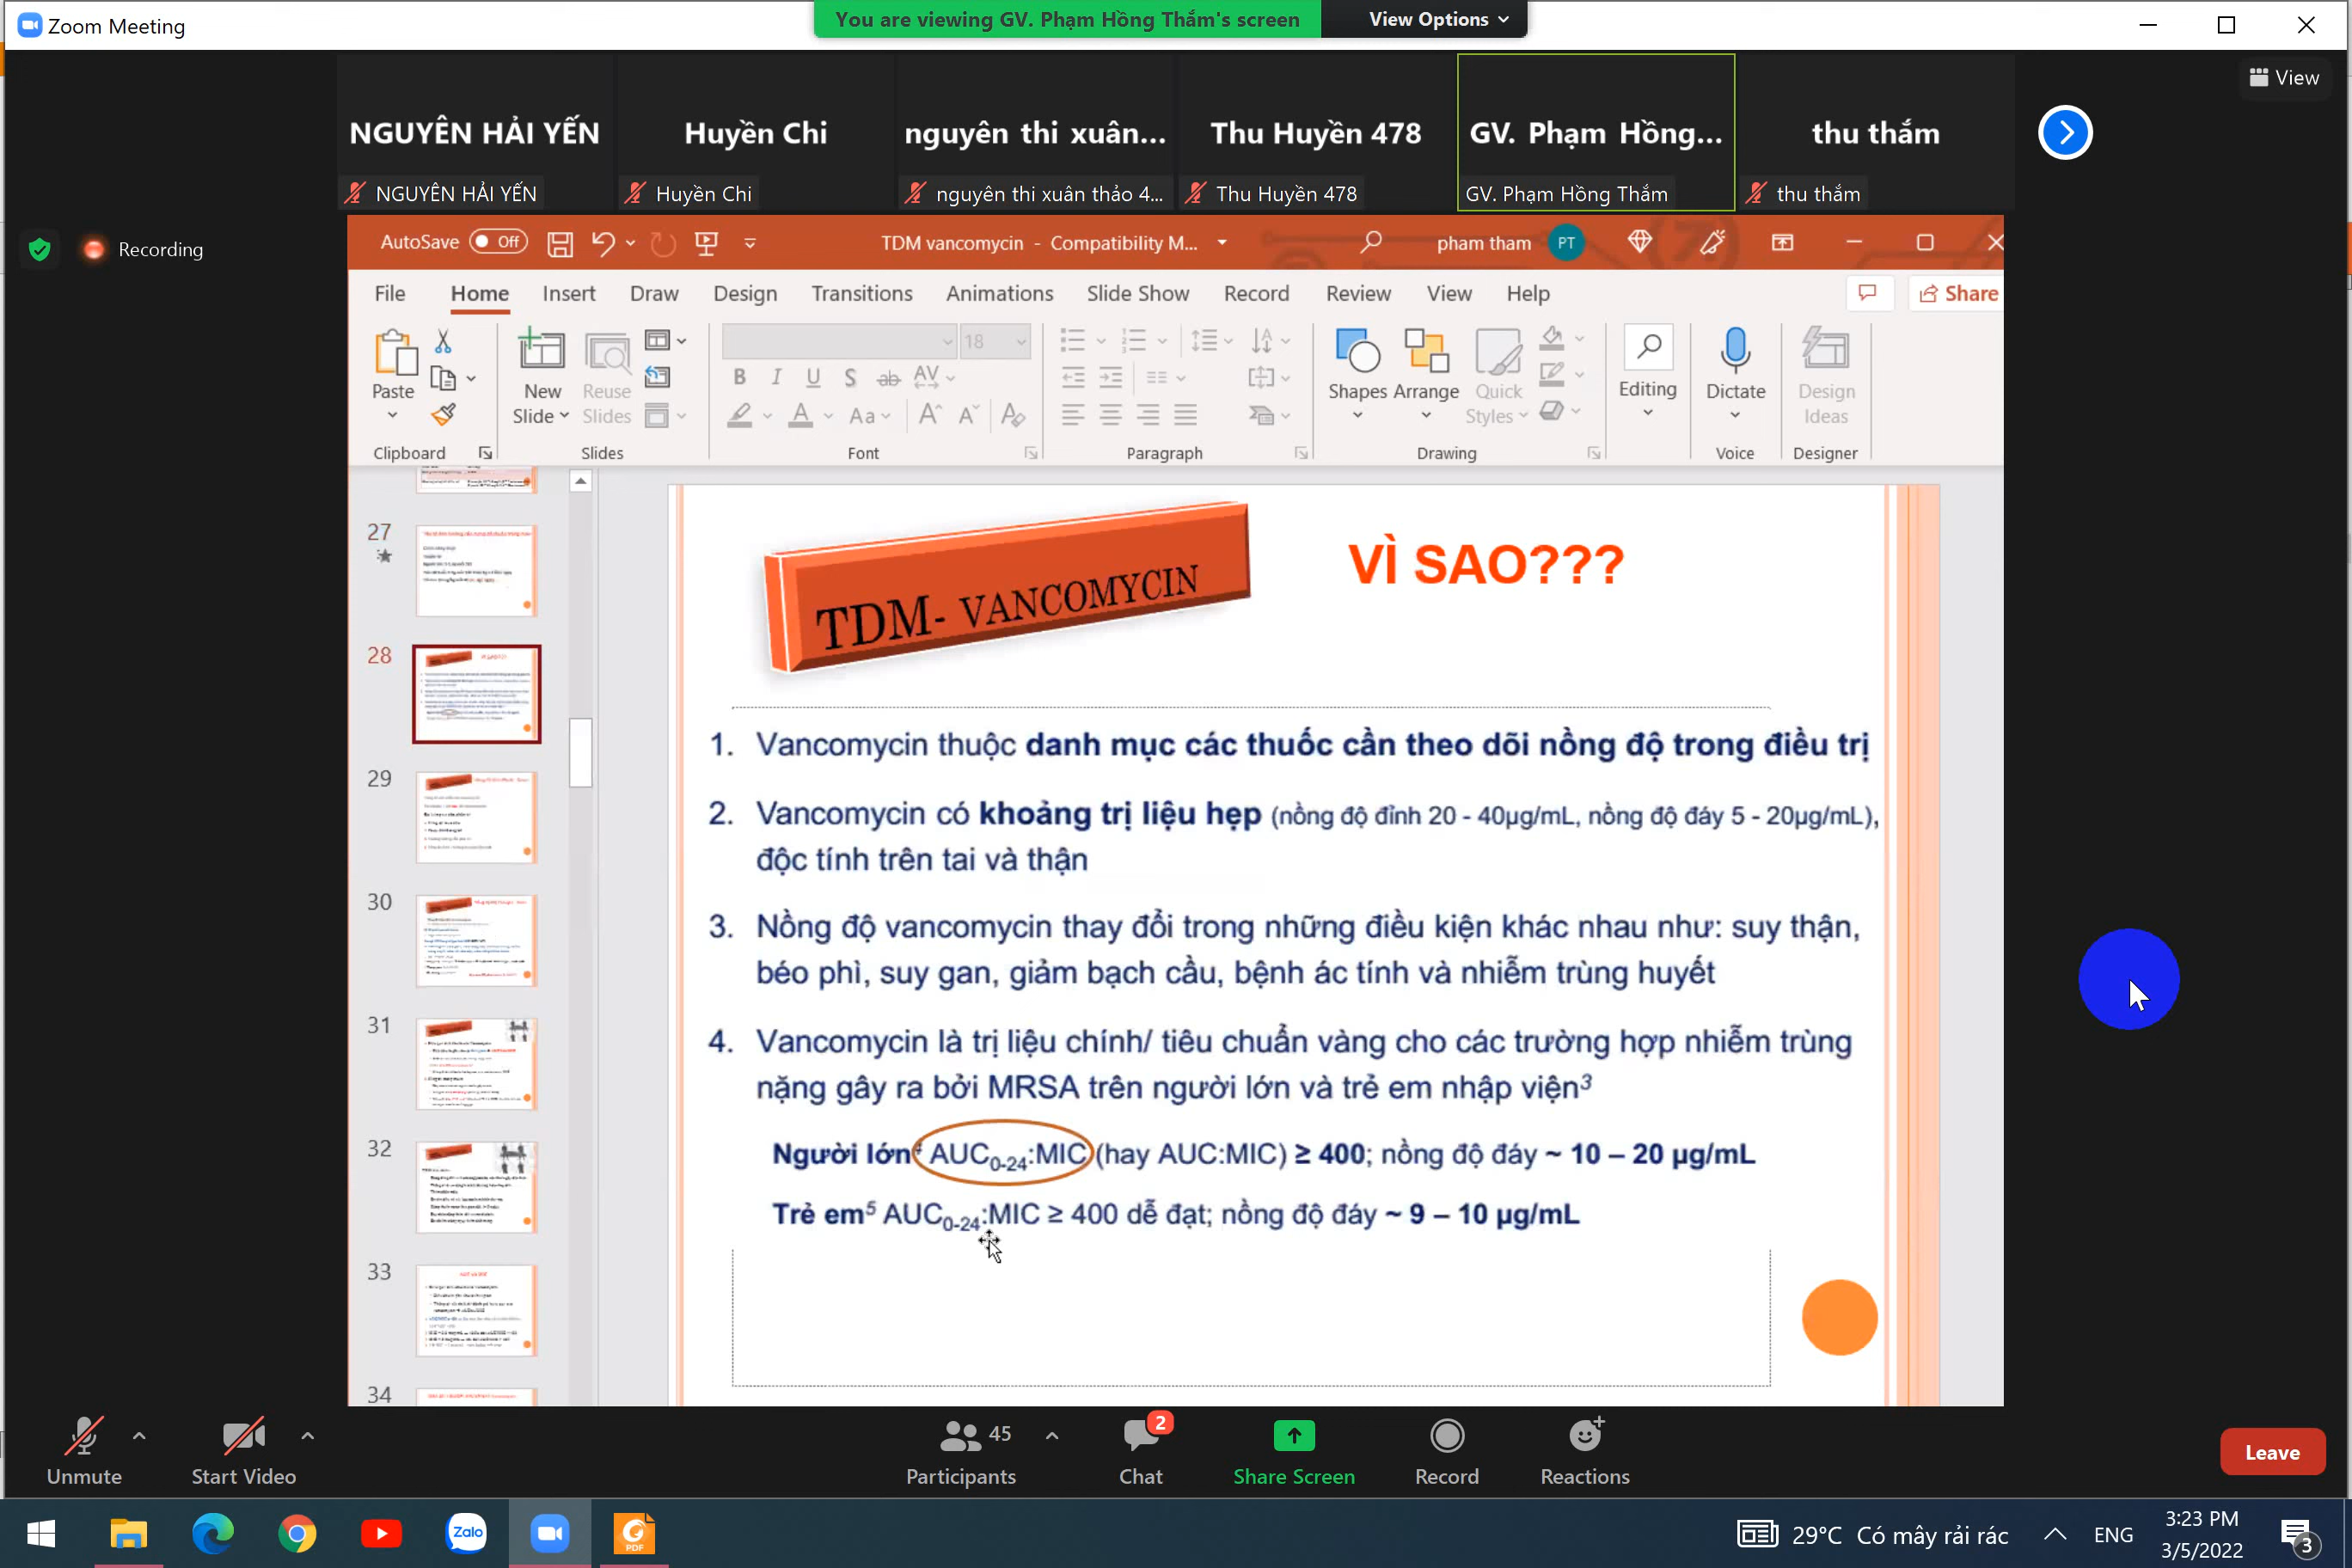 Zoom Meeting
You are viewing GV. Phạm Hồng Thắm's screen
View Options
View
NGUYÊN HẢI YẾN
Huyền Chi
nguyên thi xuân...
Thu Huyền 478
GV. Phạm Hồng...
thu thắm
NGUYÊN HẢI YẾN
Huyền Chi
nguyên thi xuân thảo 4...
Thu Huyền 478
GV. Phạm Hồng Thắm
thu thắm
Recording
AutoSave Off
TDM vancomycin - Compatibility M...
pham tham PT
File Home Insert Draw Design Transitions Animations Slide Show Record Review View Help
Share
Paste
New Slide
Reuse Slides
18
Shapes
Arrange
Quick Styles
Editing
Dictate
Design Ideas
Clipboard Slides Font Paragraph Drawing Voice Designer
27
28
29
30
31
32
33
34
TDM- VANCOMYCIN
VÌ SAO???
1. Vancomycin thuộc danh mục các thuốc cần theo dõi nồng độ trong điều trị
2. Vancomycin có khoảng trị liệu hẹp (nồng độ đỉnh 20 - 40µg/mL, nồng độ đáy 5 - 20µg/mL),
độc tính trên tai và thận
3. Nồng độ vancomycin thay đổi trong những điều kiện khác nhau như: suy thận,
béo phì, suy gan, giảm bạch cầu, bệnh ác tính và nhiễm trùng huyết
4. Vancomycin là trị liệu chính/ tiêu chuẩn vàng cho các trường hợp nhiễm trùng
nặng gây ra bởi MRSA trên người lớn và trẻ em nhập viện³
Người lớn⁴ AUC₀₋₂₄:MIC (hay AUC:MIC) ≥ 400; nồng độ đáy ~ 10 – 20 µg/mL
Trẻ em⁵ AUC₀₋₂₄:MIC ≥ 400 dễ đạt; nồng độ đáy ~ 9 – 10 µg/mL
Unmute
Start Video
45
Participants
2
Chat
Share Screen
Record
Reactions
Leave
Zalo
PDF
29°C Có mây rải rác
ENG
3:23 PM
3/5/2022
3